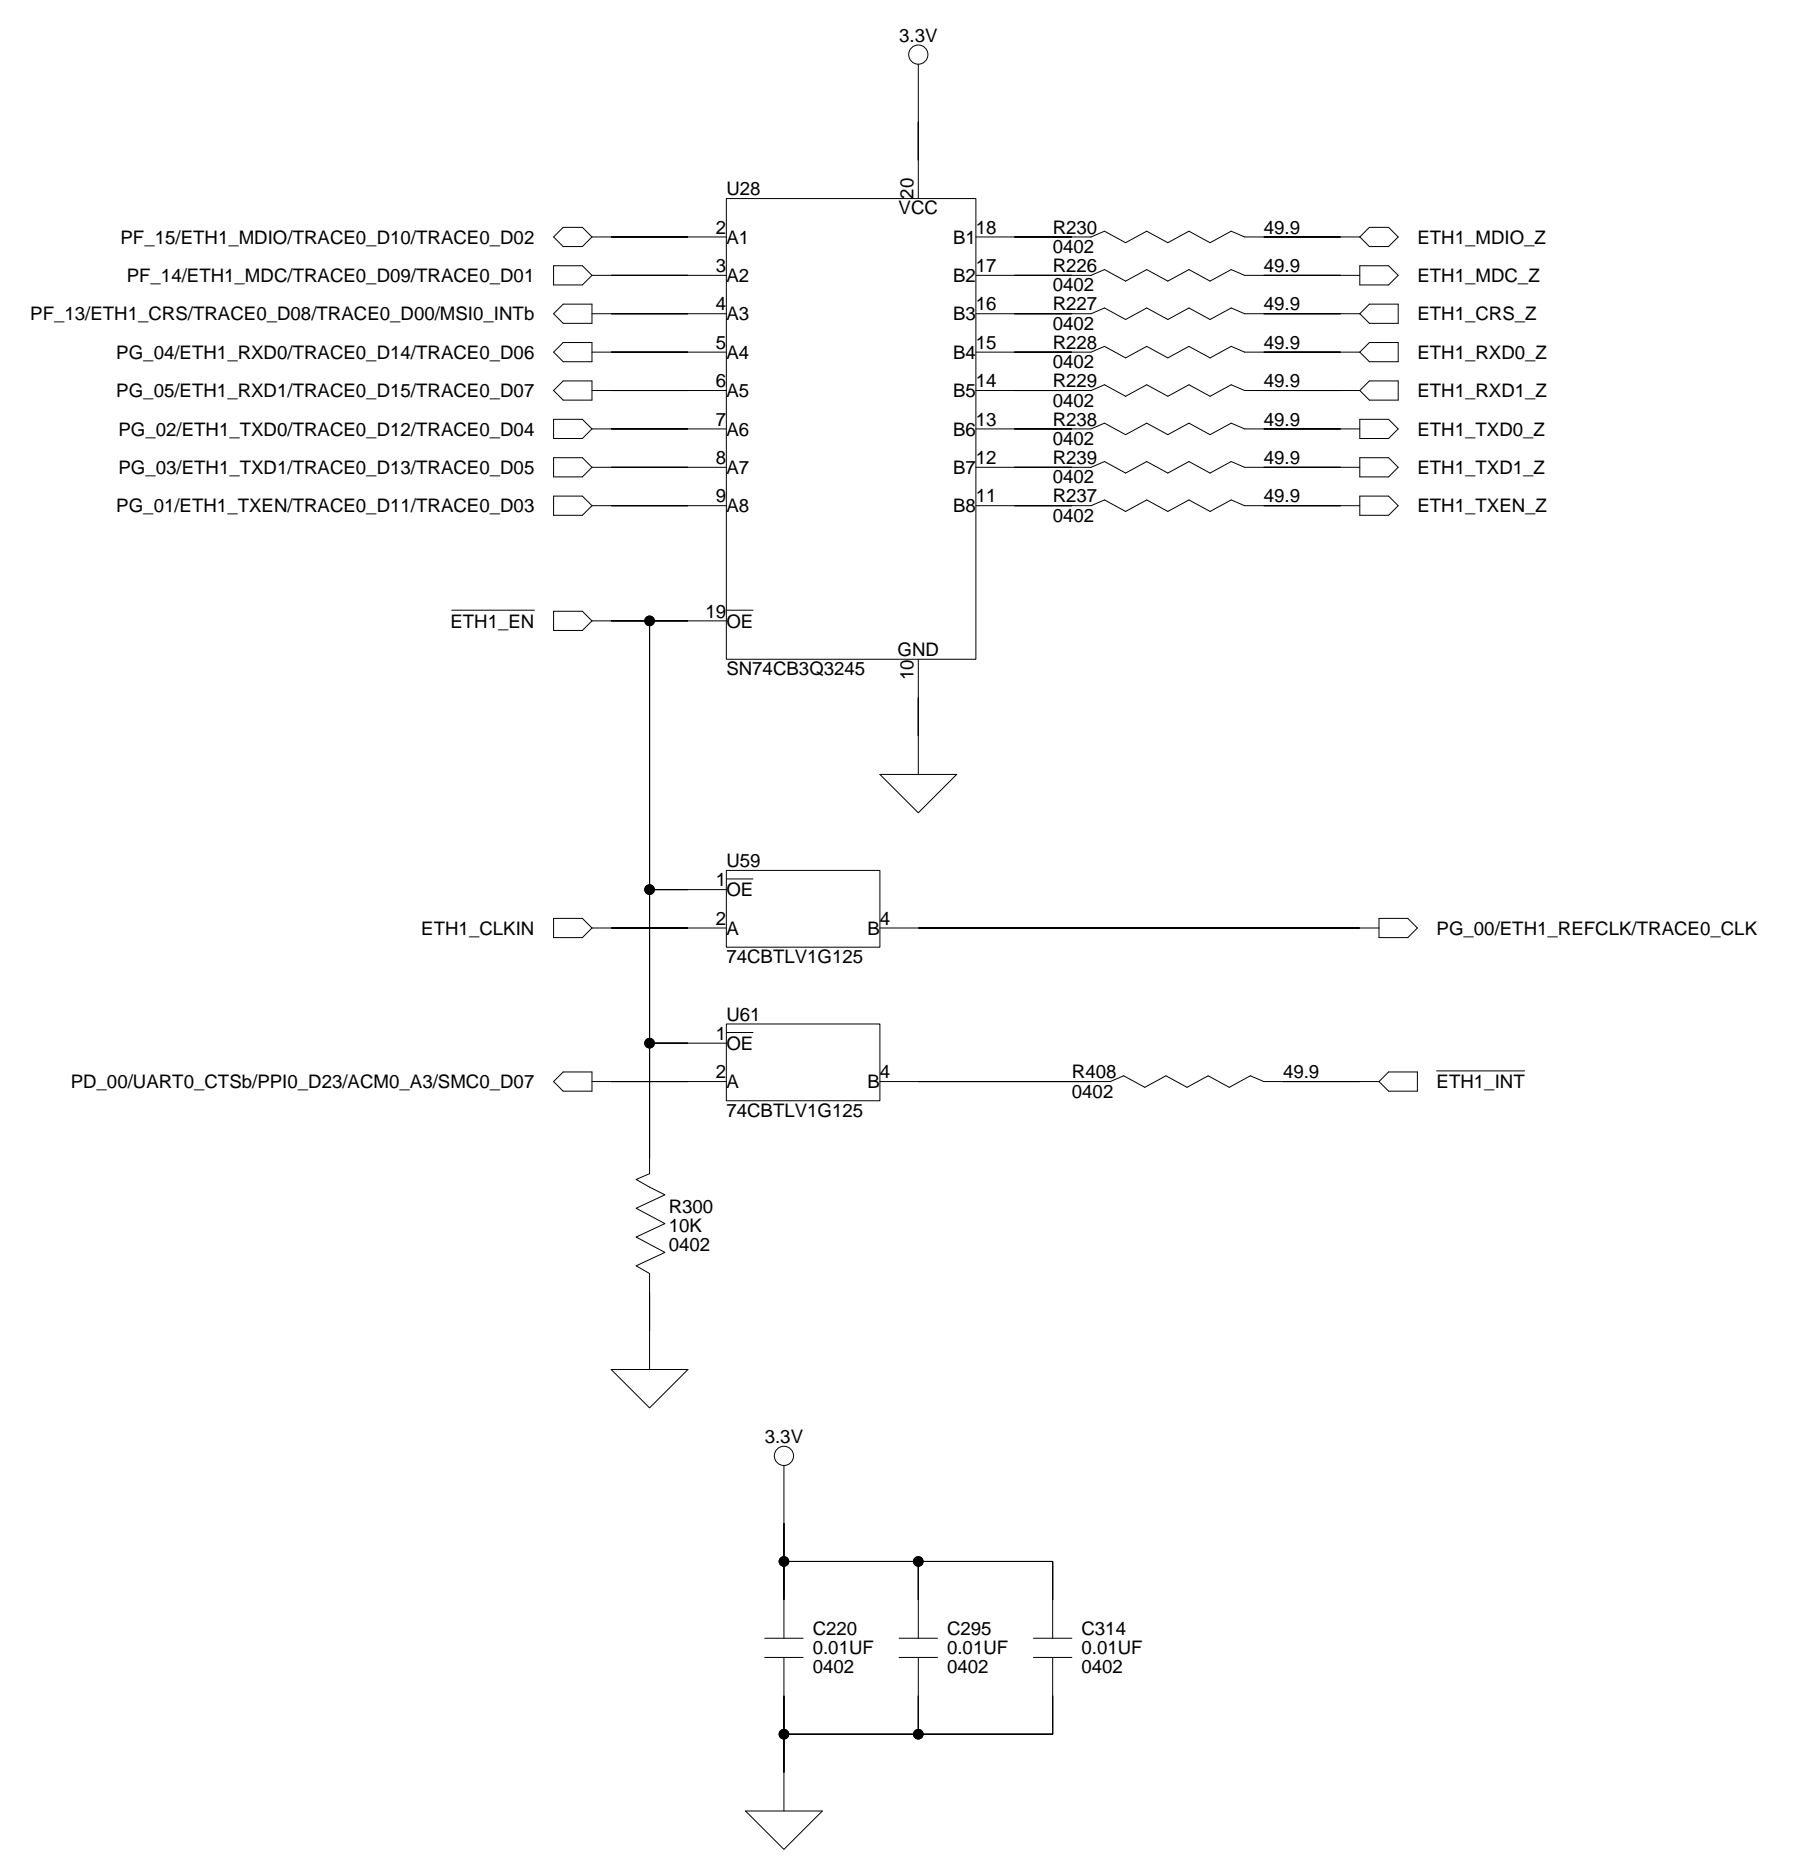 3.3V
U28
20
VCC
PF_15/ETH1_MDIO/TRACE0_D10/TRACE0_D02 2 A1 B1 18 R230 49.9 ETH1_MDIO_Z
0402
PF_14/ETH1_MDC/TRACE0_D09/TRACE0_D01 3 A2 B2 17 R226 49.9 ETH1_MDC_Z
0402
PF_13/ETH1_CRS/TRACE0_D08/TRACE0_D00/MSI0_INTb 4 A3 B3 16 R227 49.9 ETH1_CRS_Z
0402
PG_04/ETH1_RXD0/TRACE0_D14/TRACE0_D06 5 A4 B4 15 R228 49.9 ETH1_RXD0_Z
0402
PG_05/ETH1_RXD1/TRACE0_D15/TRACE0_D07 6 A5 B5 14 R229 49.9 ETH1_RXD1_Z
0402
PG_02/ETH1_TXD0/TRACE0_D12/TRACE0_D04 7 A6 B6 13 R238 49.9 ETH1_TXD0_Z
0402
PG_03/ETH1_TXD1/TRACE0_D13/TRACE0_D05 8 A7 B7 12 R239 49.9 ETH1_TXD1_Z
0402
PG_01/ETH1_TXEN/TRACE0_D11/TRACE0_D03 9 A8 B8 11 R237 49.9 ETH1_TXEN_Z
0402
ETH1_EN 19 OE
GND
10
SN74CB3Q3245
U59
1 OE
ETH1_CLKIN 2 A B 4 PG_00/ETH1_REFCLK/TRACE0_CLK
74CBTLV1G125
U61
1 OE
PD_00/UART0_CTSb/PPI0_D23/ACM0_A3/SMC0_D07 2 A B 4 R408 49.9 ETH1_INT
0402
74CBTLV1G125
R300
10K
0402
3.3V
C220 C295 C314
0.01UF 0.01UF 0.01UF
0402 0402 0402